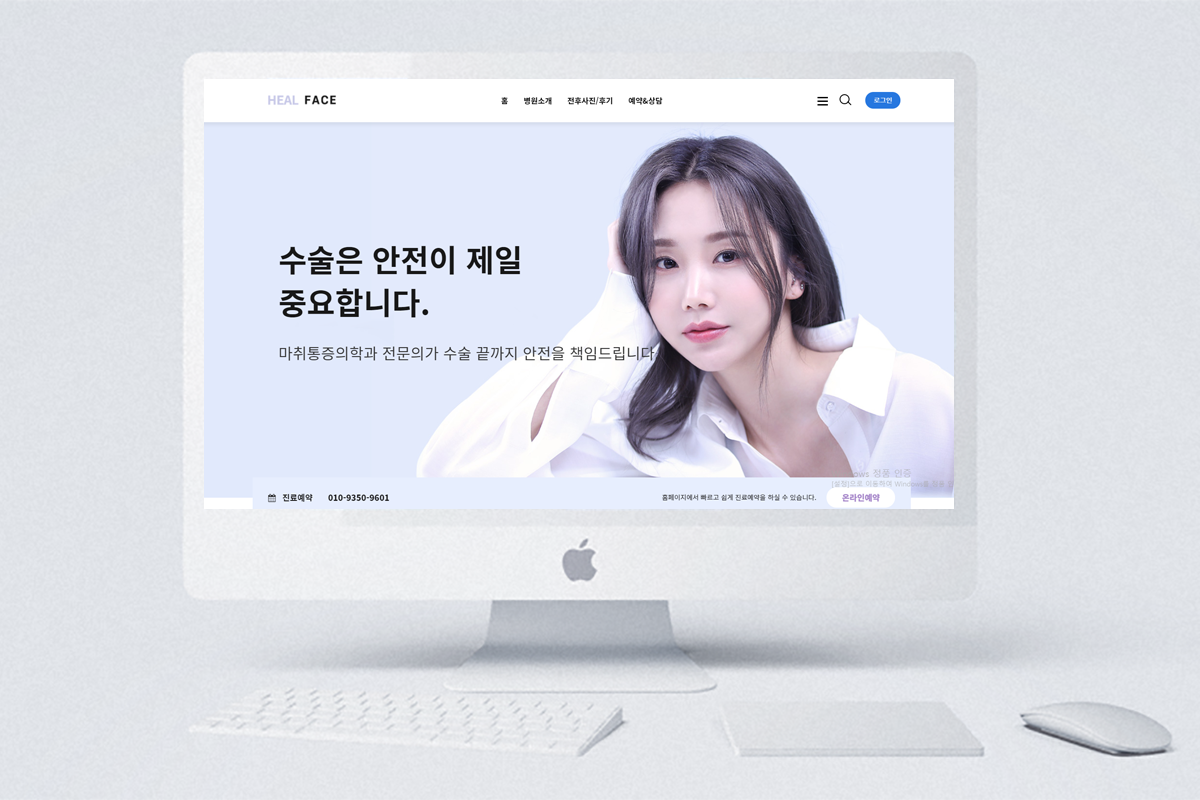 HEAL FACE
홈 병원소개 전후사진/후기 예약&상담
로그인
수술은 안전이 제일
중요합니다.
마취통증의학과 전문의가 수술 끝까지 안전을 책임드립니다
정품 인증
[설정]으로 이동하여 Windows를
진료예약 010-9350-9601
홈페이지에서 빠르고 쉽게 진료예약을 하실 수 있습니다.
온라인예약